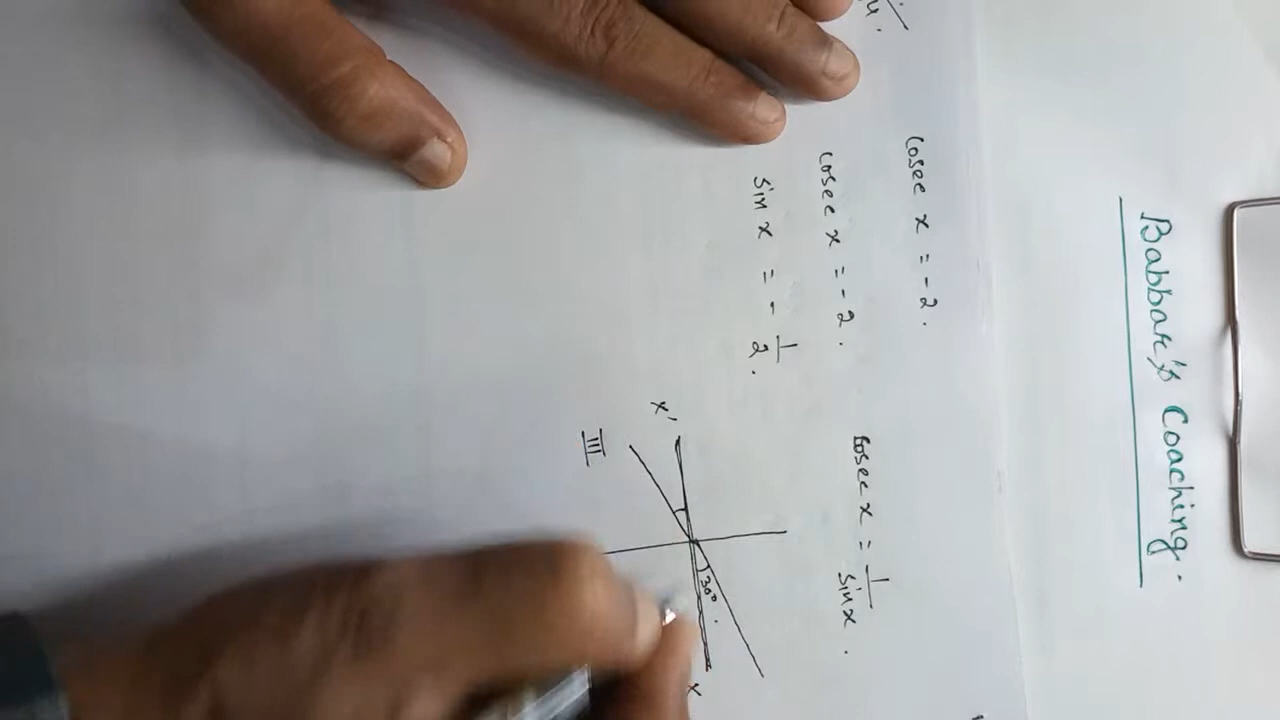 Babbar's Coaching.
cosec x = -2.
cosec x = -2.
cosec x = 1/sin x.
sin x = -1/2.
x'
30°
x
III